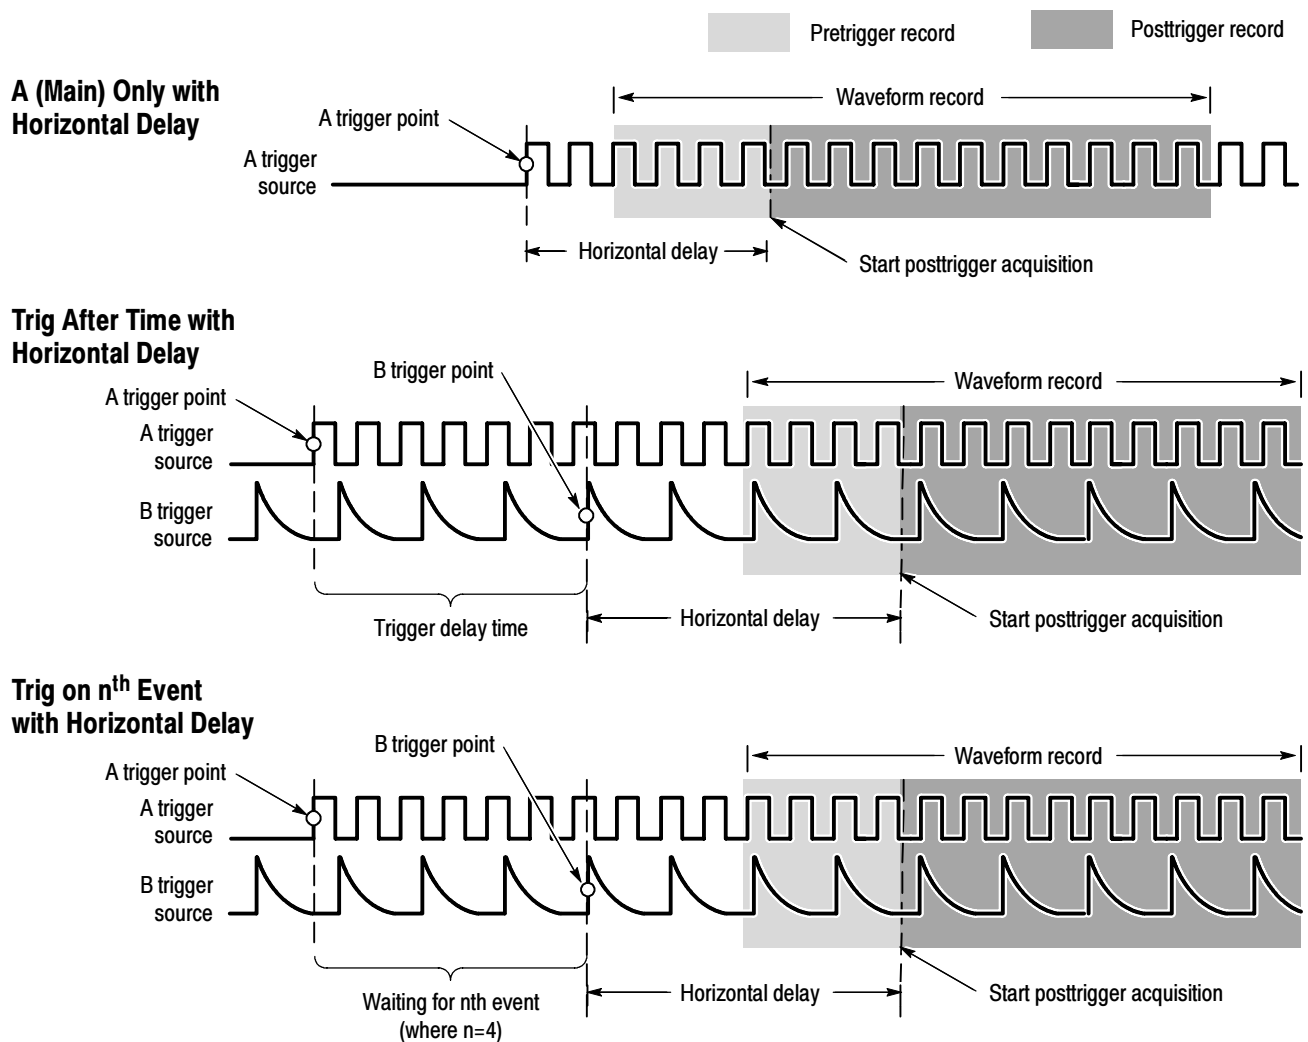 Pretrigger record
Posttrigger record
A (Main) Only with
Horizontal Delay
Waveform record
A trigger point
A trigger
source
Horizontal delay
Start posttrigger acquisition
Trig After Time with
Horizontal Delay
B trigger point
Waveform record
A trigger point
A trigger
source
B trigger
source
Trigger delay time
Horizontal delay
Start posttrigger acquisition
Trig on nth Event
with Horizontal Delay
B trigger point
Waveform record
A trigger point
A trigger
source
B trigger
source
Waiting for nth event
(where n=4)
Horizontal delay
Start posttrigger acquisition